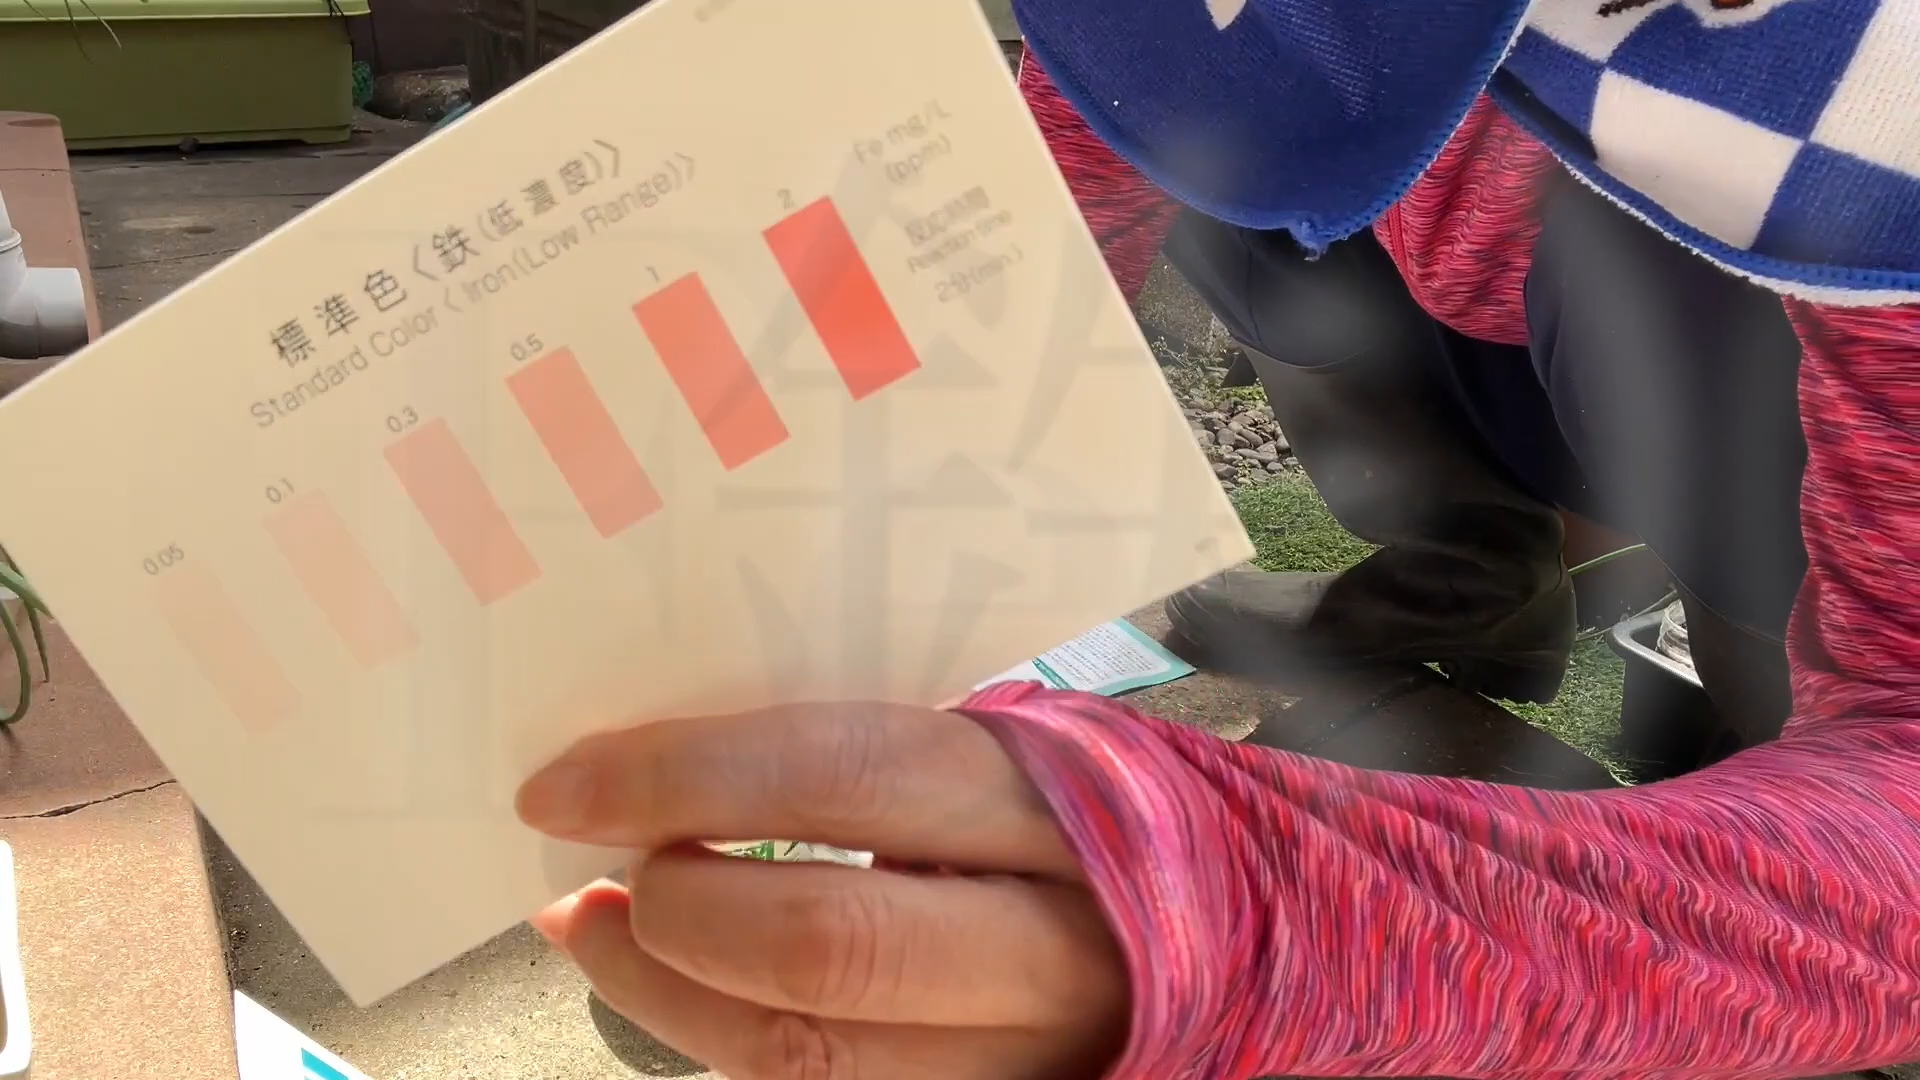 標準色〈鉄(低濃度)〉
Standard Color〈Iron(Low Range)〉
0.05
0.1
0.3
0.5
1
2
Fe mg/L
(ppm)
反応時間
Reaction time
2分(min.)